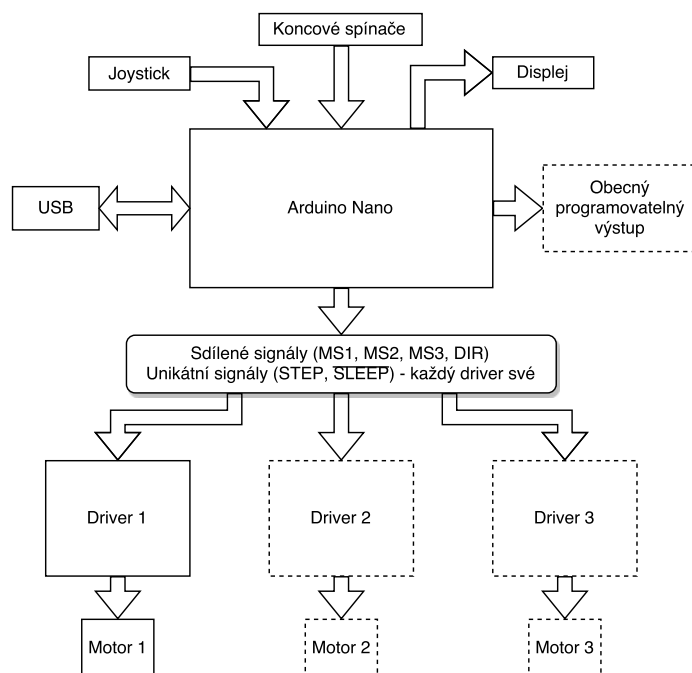 Koncové spínače
Joystick
Displej
USB
Arduino Nano
Obecný
programovatelný
výstup
Sdílené signály (MS1, MS2, MS3, DIR)
Unikátní signály (STEP, SLEEP) - každý driver své
Driver 1
Driver 2
Driver 3
Motor 1
Motor 2
Motor 3